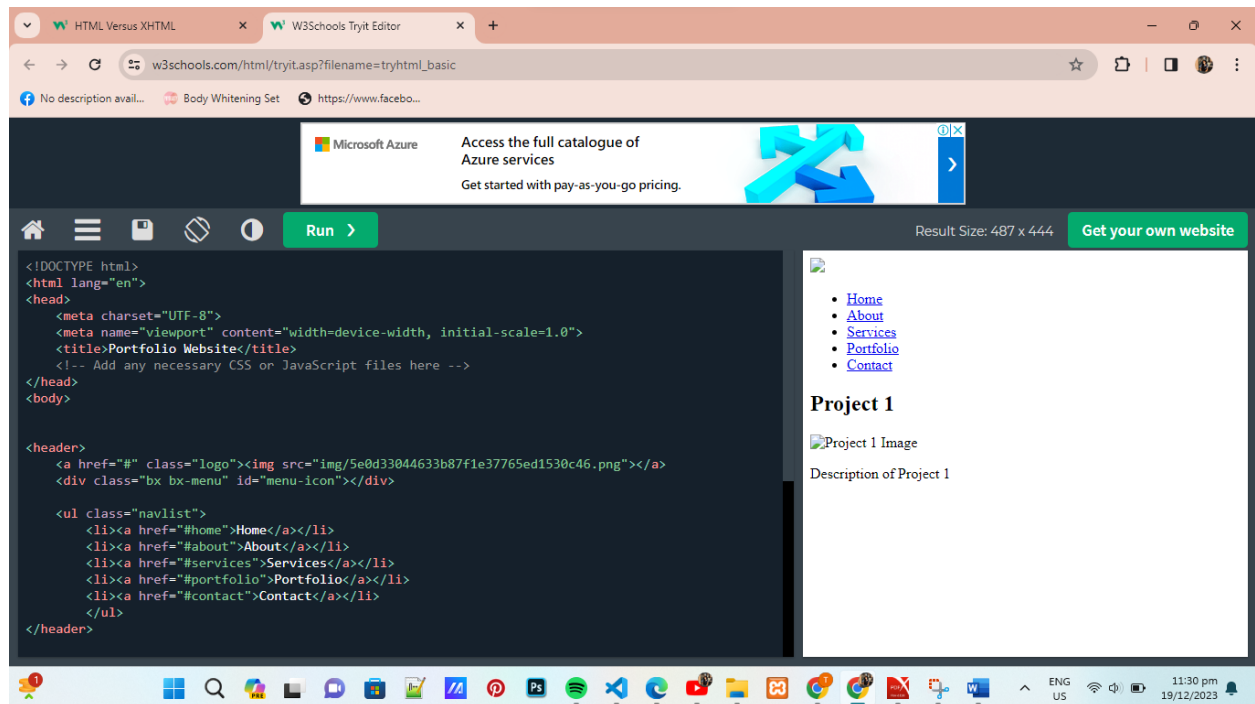 HTML Versus XHTML
W3Schools Tryit Editor
w3schools.com/html/tryit.asp?filename=tryhtml_basic
No description avail...
Body Whitening Set
https://www.facebo...
Microsoft Azure
Access the full catalogue of
Azure services
Get started with pay-as-you-go pricing.
Run ❯
Result Size: 487 x 444
Get your own website
<!DOCTYPE html>
<html lang="en">
<head>
    <meta charset="UTF-8">
    <meta name="viewport" content="width=device-width, initial-scale=1.0">
    <title>Portfolio Website</title>
    <!-- Add any necessary CSS or JavaScript files here -->
</head>
<body>
<header>
    <a href="#" class="logo"><img src="img/5e0d33044633b87f1e37765ed1530c46.png"></a>
    <div class="bx bx-menu" id="menu-icon"></div>
    <ul class="navlist">
        <li><a href="#home">Home</a></li>
        <li><a href="#about">About</a></li>
        <li><a href="#services">Services</a></li>
        <li><a href="#portfolio">Portfolio</a></li>
        <li><a href="#contact">Contact</a></li>
        </ul>
</header>
Home
About
Services
Portfolio
Contact
Project 1
Project 1 Image
Description of Project 1
1
PRE
Ps
W
ENG
US
11:30 pm
19/12/2023